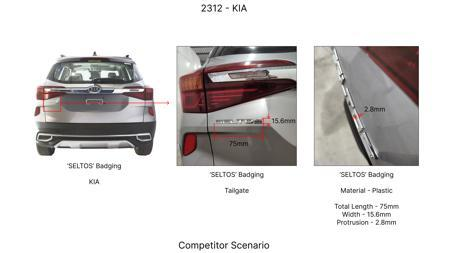 2312 - KIA
15.6mm
75mm
2.8mm
'SELTOS' Badging
KIA
'SELTOS' Badging
Tailgate
'SELTOS' Badging
Material - Plastic
Total Length - 75mm
Width - 15.6mm
Protrusion - 2.8mm
Competitor Scenario